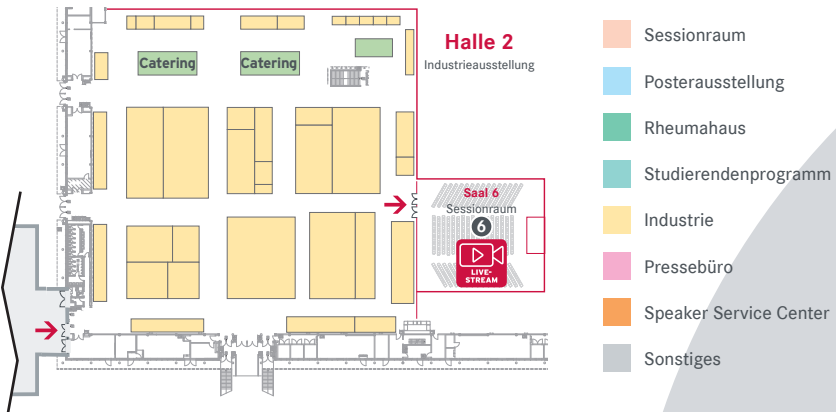 Halle 2
Industrieausstellung
Catering
Catering
Saal 6
Sessionraum
6
LIVE-
STREAM
Sessionraum
Posterausstellung
Rheumahaus
Studierendenprogramm
Industrie
Pressebüro
Speaker Service Center
Sonstiges